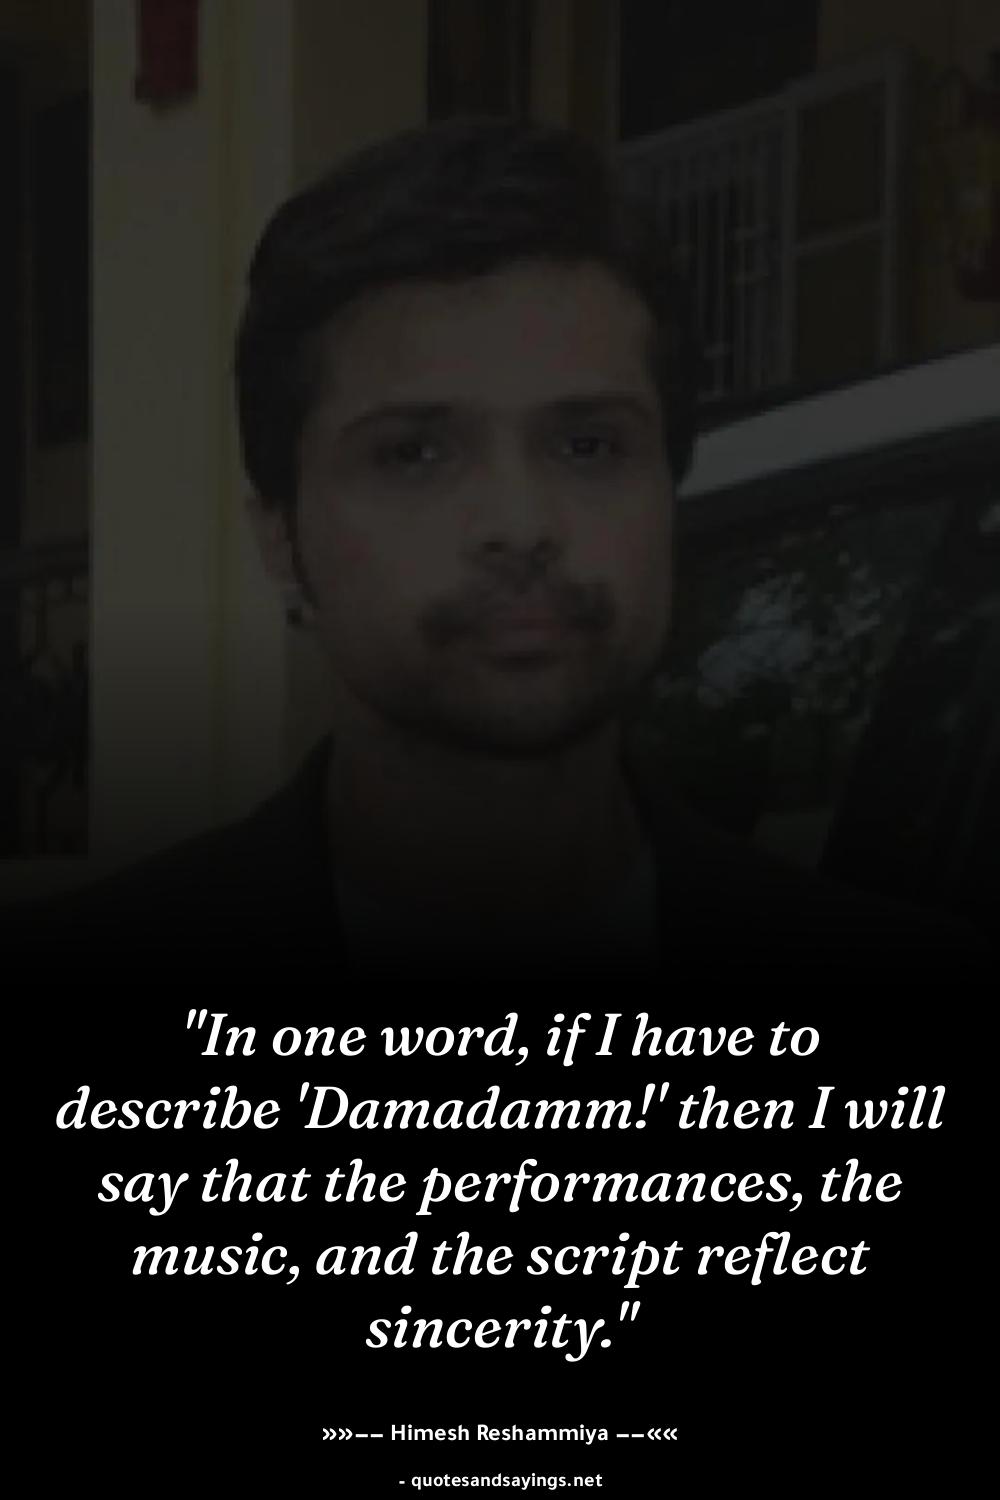 "In one word, if I have to
describe 'Damadamm!' then I will
say that the performances, the
music, and the script reflect
sincerity."
»»–– Himesh Reshammiya ––««
- quotesandsayings.net